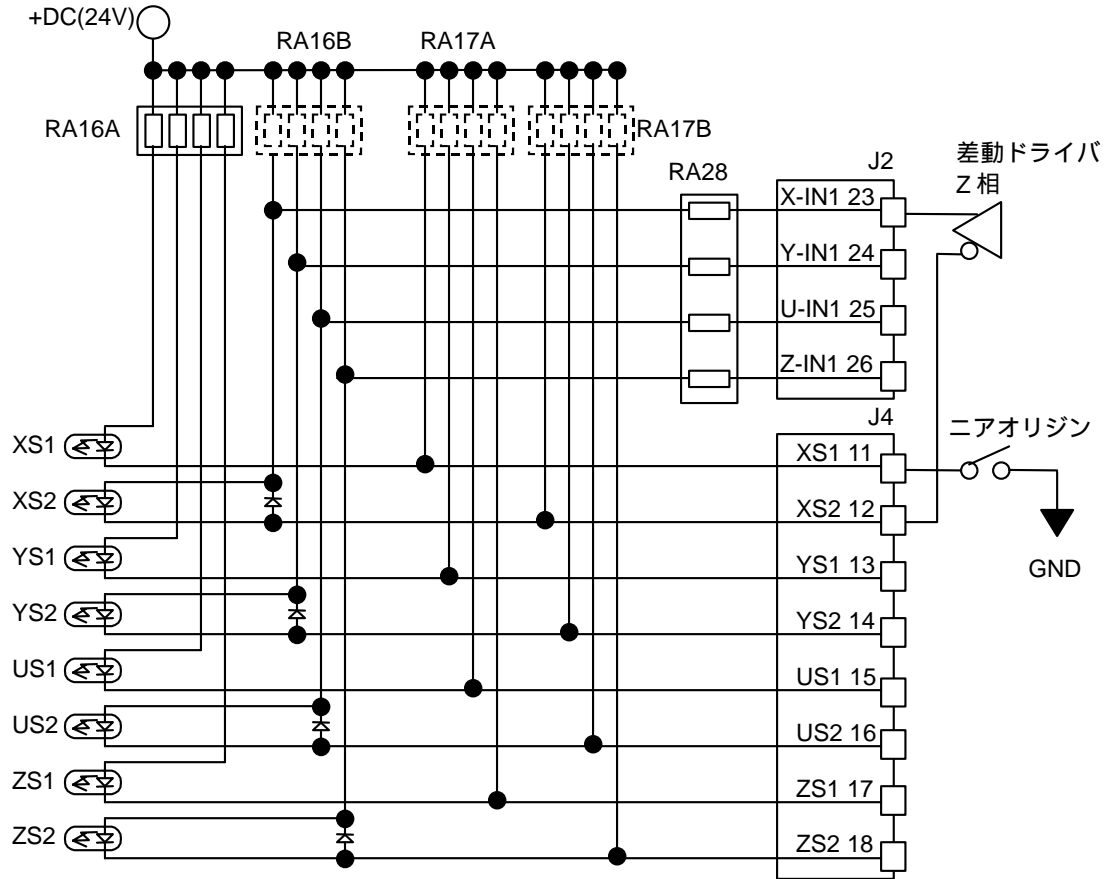 +DC(24V)
RA16B
RA17A
RA16A
RA17B
RA28
J2
差動ドライバ
Z 相
X-IN1 23
Y-IN1 24
U-IN1 25
Z-IN1 26
J4
ニアオリジン
XS1
XS1 11
XS2
XS2 12
YS1
YS1 13
GND
YS2
YS2 14
US1
US1 15
US2
US2 16
ZS1
ZS1 17
ZS2
ZS2 18